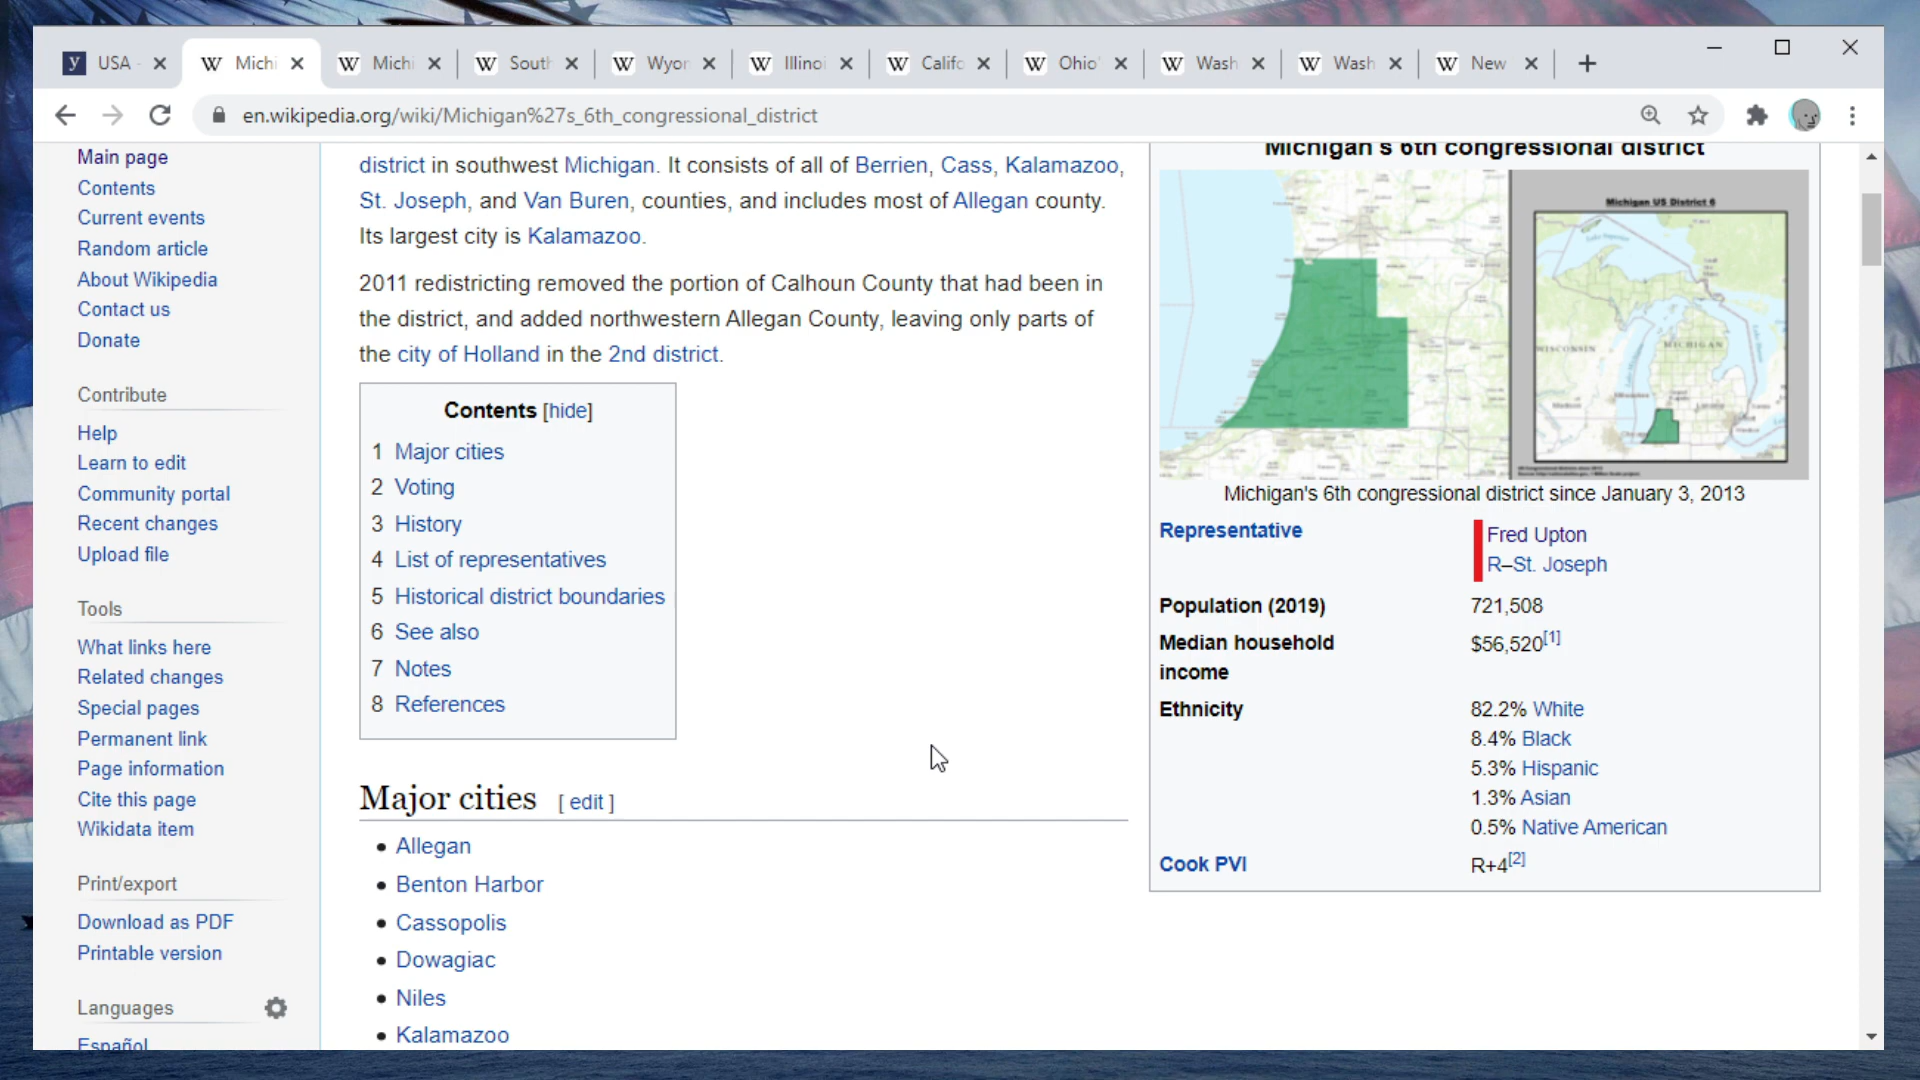 USA -
Michi
Michi
South
Wyor
Illinoi
Califo
Ohio'
Wash
Wash
New
en.wikipedia.org/wiki/Michigan%27s_6th_congressional_district
Main page
Contents
Current events
Random article
About Wikipedia
Contact us
Donate
Contribute
Help
Learn to edit
Community portal
Recent changes
Upload file
Tools
What links here
Related changes
Special pages
Permanent link
Page information
Cite this page
Wikidata item
Print/export
Download as PDF
Printable version
Languages
Español
district in southwest Michigan. It consists of all of Berrien, Cass, Kalamazoo,
St. Joseph, and Van Buren, counties, and includes most of Allegan county.
Its largest city is Kalamazoo.
2011 redistricting removed the portion of Calhoun County that had been in
the district, and added northwestern Allegan County, leaving only parts of
the city of Holland in the 2nd district.
Contents [hide]
1 Major cities
2 Voting
3 History
4 List of representatives
5 Historical district boundaries
6 See also
7 Notes
8 References
Major cities [ edit ]
• Allegan
• Benton Harbor
• Cassopolis
• Dowagiac
• Niles
• Kalamazoo
Michigan's 6th congressional district
Michigan US District 6
WISCONSIN
MICHIGAN
Michigan's 6th congressional district since January 3, 2013
Representative Fred Upton
R–St. Joseph
Population (2019) 721,508
Median household $56,520[1]
income
Ethnicity 82.2% White
8.4% Black
5.3% Hispanic
1.3% Asian
0.5% Native American
Cook PVI R+4[2]